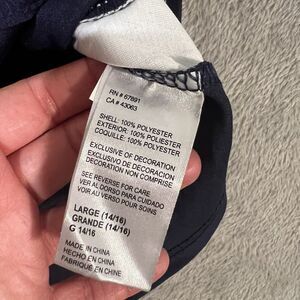 RN # 67891
CA # 43063
SHELL: 100% POLYESTER
EXTERIOR: 100% POLIESTER
COQUILLE: 100% POLYESTER
EXCLUSIVE OF DECORATION
EXCLUSIVO DE DECORACION
DECORATION NON COMPRISE
SEE REVERSE FOR CARE
VER AL DORSO PARA CUIDADO
VOIR AU VERSO POUR SOINS
LARGE (14/16)
GRANDE (14/16)
G 14/16
MADE IN CHINA
HECHO EN CHINA
FABRIQUÉ EN CHINE